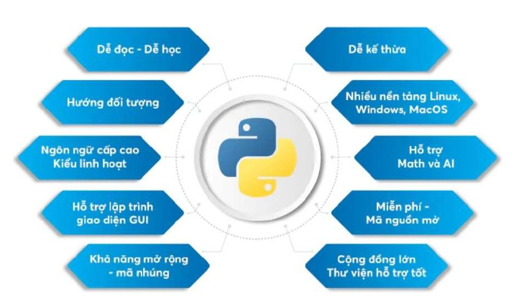 Dễ đọc - Dễ học
Dễ kế thừa
Hướng đối tượng
Nhiều nền tảng Linux,
Windows, MacOS
Ngôn ngữ cấp cao
Kiểu linh hoạt
Hỗ trợ
Math và AI
Hỗ trợ lập trình
giao diện GUI
Miễn phí -
Mã nguồn mở
Khả năng mở rộng
- mã nhúng
Cộng đồng lớn
Thư viện hỗ trợ tốt